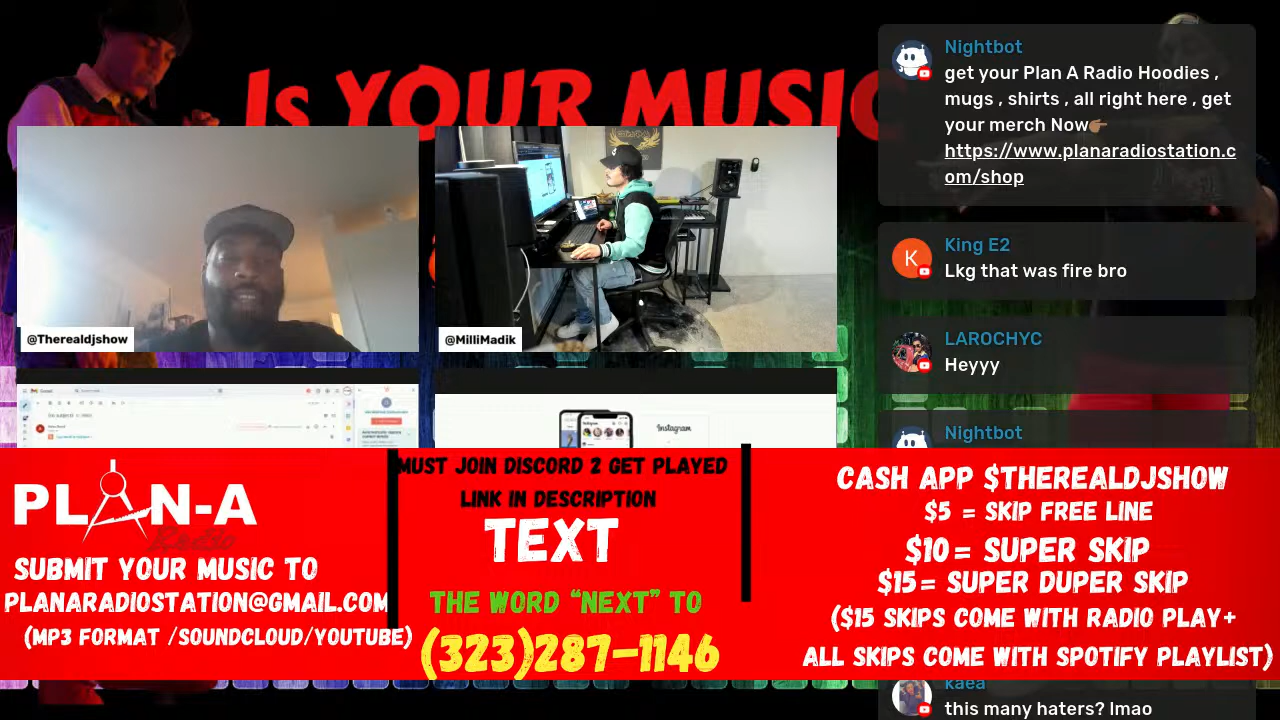 Is YOUR MUSIC
Nightbot
get your Plan A Radio Hoodies ,
mugs , shirts , all right here , get
your merch Now
https://www.planaradiostation.c
om/shop
King E2
Lkg that was fire bro
LAROCHYC
Heyyy
Nightbot
kaea
this many haters? lmao
@Therealdjshow
@MilliMadik
Instagram
PLAN-A
Radio
SUBMIT YOUR MUSIC TO
PLANARADIOSTATION@GMAIL.COM
(MP3 FORMAT /SOUNDCLOUD/YOUTUBE)
MUST JOIN DISCORD 2 GET PLAYED
LINK IN DESCRIPTION
TEXT
THE WORD “NEXT” TO
(323)287-1146
CASH APP $THEREALDJSHOW
$5 = SKIP FREE LINE
$10= SUPER SKIP
$15= SUPER DUPER SKIP
($15 SKIPS COME WITH RADIO PLAY+
ALL SKIPS COME WITH SPOTIFY PLAYLIST)